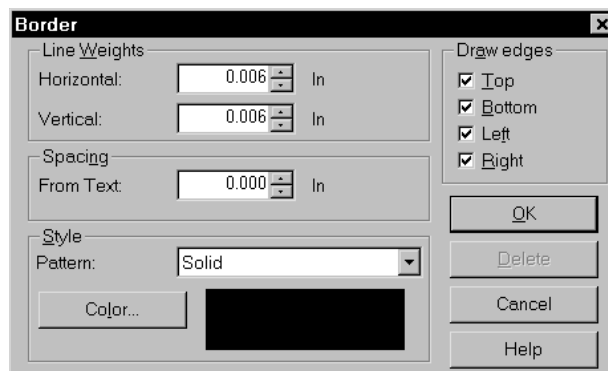 Border
Line Weights
Horizontal: 0.006 In
Vertical: 0.006 In
Spacing
From Text: 0.000 In
Style
Pattern: Solid
Color...
Draw edges
Top
Bottom
Left
Right
OK
Delete
Cancel
Help